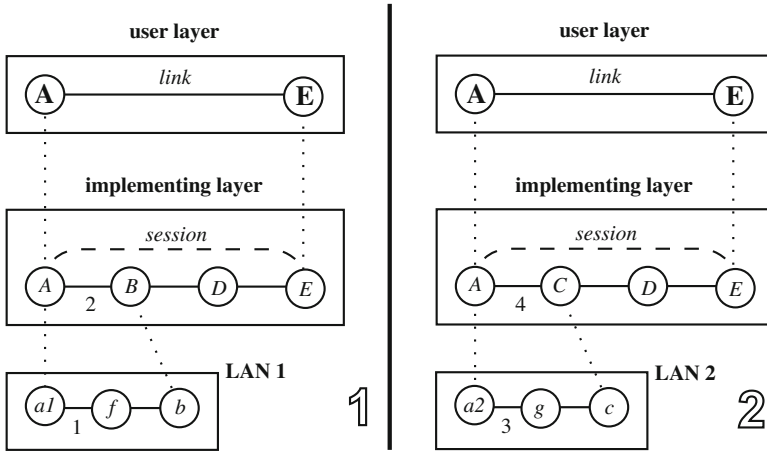 user layer
A
link
E
implementing layer
session
A
B
D
E
2
LAN 1
a1
f
b
1
1
user layer
A
link
E
implementing layer
session
A
C
D
E
4
LAN 2
a2
g
c
3
2